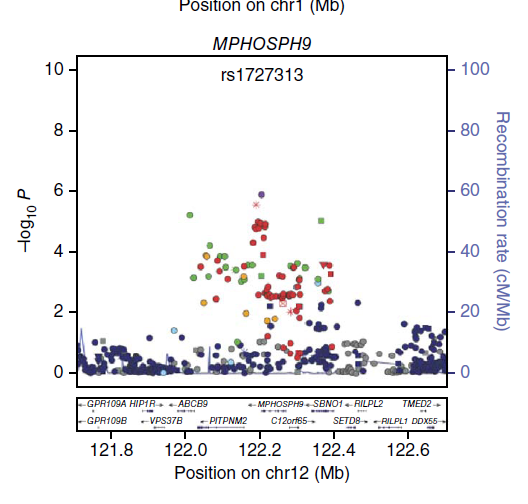 Position on chr1 (Mb)
MPHOSPH9
rs1727313
10
8
6
4
2
0
–log10 P
100
80
60
40
20
0
Recombination rate (cM/Mb)
GPR109A HIP1R ABCB9 MPHOSPH9 SBNO1 RILPL2 TMED2
GPR109B VPS37B PITPNM2 C12orf65 SETD8 RILPL1 DDX55
121.8 122.0 122.2 122.4 122.6
Position on chr12 (Mb)